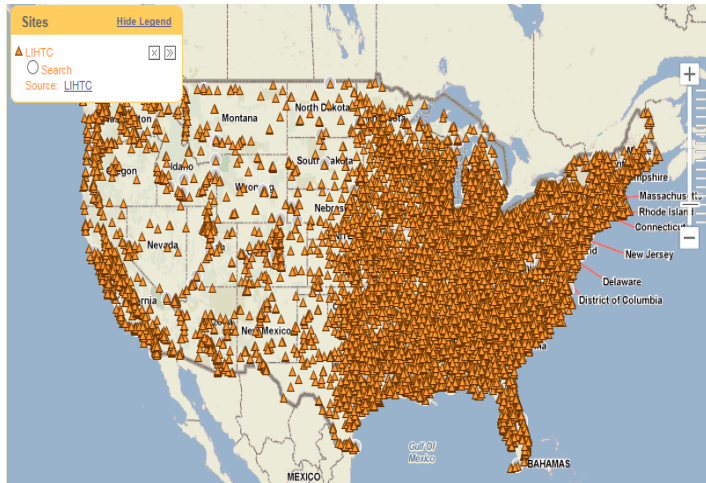 Sites
Hide Legend
LIHTC
Search
Source: LIHTC
Montana
North Dakota
Idaho
South Dakota
Nevada
New Mexico
Massachusetts
Rhode Island
Connecticut
New Jersey
Delaware
District of Columbia
Gulf Of
Mexico
MEXICO
BAHAMAS